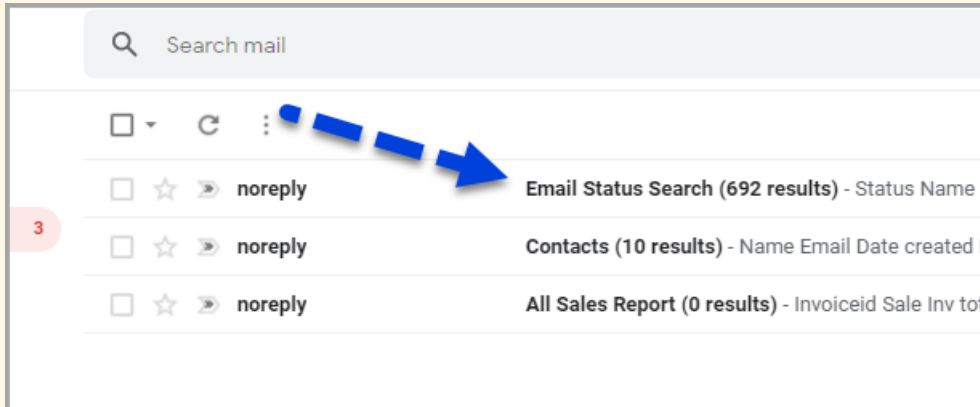 Search mail
noreply Email Status Search (692 results) - Status Name
3
noreply Contacts (10 results) - Name Email Date created
noreply All Sales Report (0 results) - Invoiceid Sale Inv